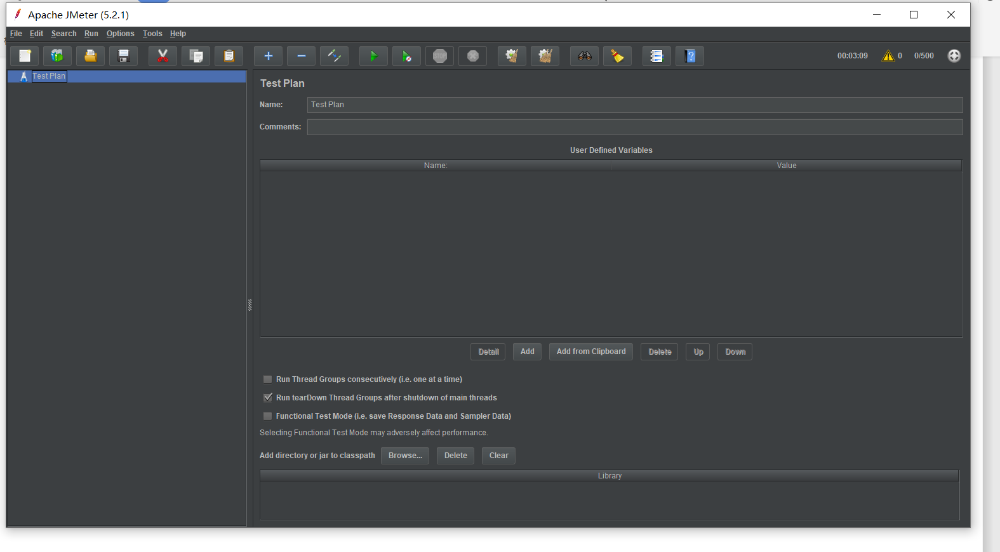 Apache JMeter (5.2.1)
File Edit Search Run Options Tools Help
STOP
00:03:09 0 0/500
Test Plan
Test Plan
Name: Test Plan
Comments:
User Defined Variables
Name: Value
Detail Add Add from Clipboard Delete Up Down
Run Thread Groups consecutively (i.e. one at a time)
Run tearDown Thread Groups after shutdown of main threads
Functional Test Mode (i.e. save Response Data and Sampler Data)
Selecting Functional Test Mode may adversely affect performance.
Add directory or jar to classpath Browse... Delete Clear
Library